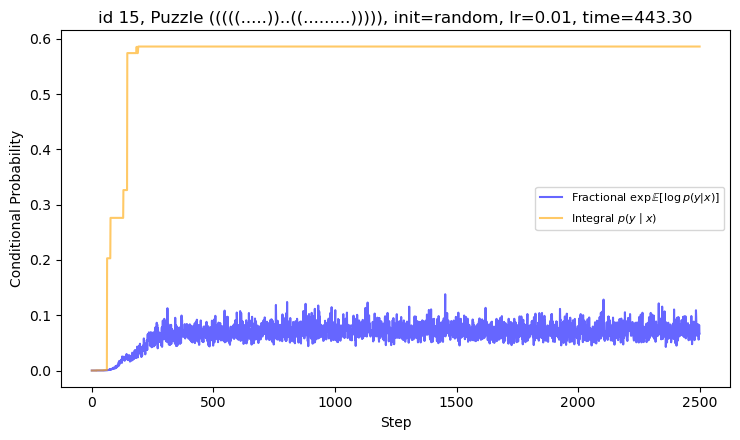 id 15, Puzzle (((((.....))..((.........))))), init=random, lr=0.01, time=443.30
0.6
0.5
0.4
0.3
0.2
0.1
0.0
Conditional Probability
Fractional exp𝔼[log p(y|x)]
Integral p(y | x)
0 500 1000 1500 2000 2500
Step